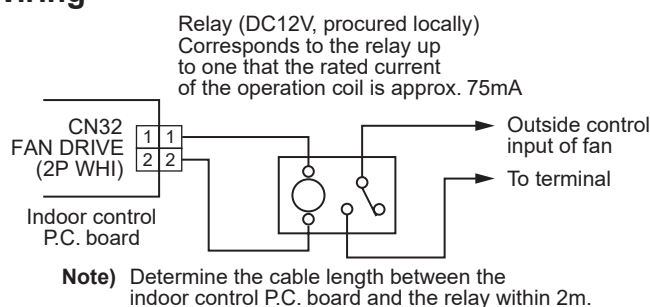 Relay (DC12V, procured locally)
Corresponds to the relay up
to one that the rated current
of the operation coil is approx. 75mA
CN32
FAN DRIVE
(2P WHI)
1 1
2 2
Outside control
input of fan
To terminal
Indoor control
P.C. board
Note) Determine the cable length between the
indoor control P.C. board and the relay within 2m.